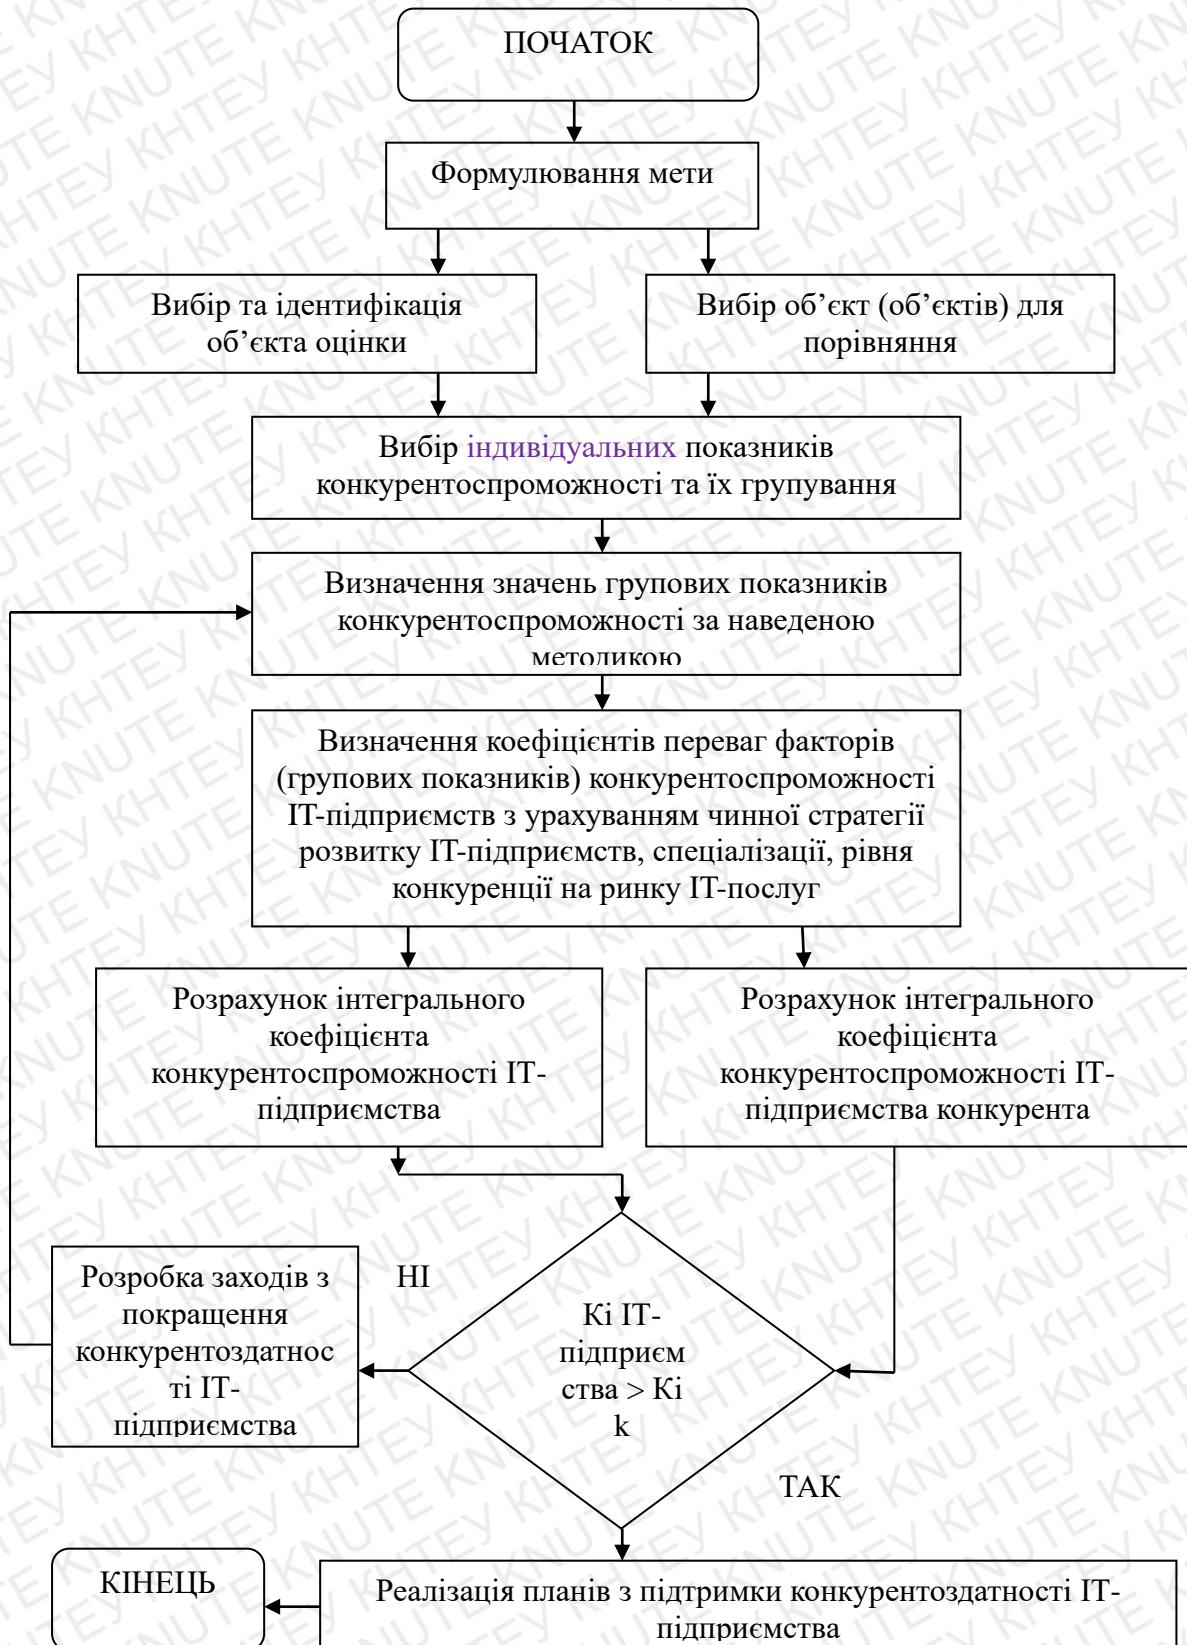 ПОЧАТОК
Формулювання мети
Вибір та ідентифікація
об’єкта оцінки
Вибір об’єкт (об’єктів) для
порівняння
Вибір індивідуальних показників
конкурентоспроможності та їх групування
Визначення значень групових показників
конкурентоспроможності за наведеною
методикою
Визначення коефіцієнтів переваг факторів
(групових показників) конкурентоспроможності
ІТ-підприємств з урахуванням чинної стратегії
розвитку ІТ-підприємств, спеціалізації, рівня
конкуренції на ринку ІТ-послуг
Розрахунок інтегрального
коефіцієнта
конкурентоспроможності ІТ-
підприємства
Розрахунок інтегрального
коефіцієнта
конкурентоспроможності ІТ-
підприємства конкурента
Розробка заходів з
покращення
конкурентоздатнос
ті ІТ-
підприємства
НІ
Кі ІТ-
підприєм
ства > Кі
k
ТАК
КІНЕЦЬ
Реалізація планів з підтримки конкурентоздатності ІТ-
підприємства